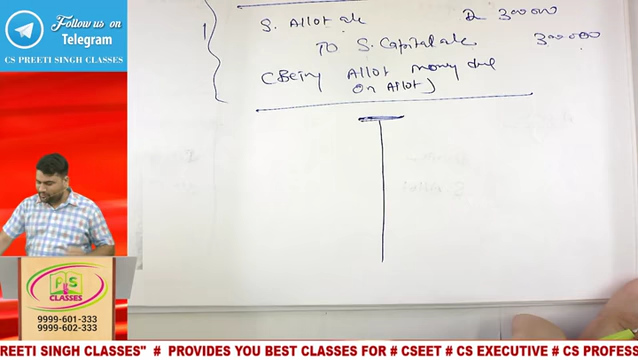 Follow us on
Telegram
CS PREETI SINGH CLASSES
1
S. Allot a/c Dr 300000
To S. Capital a/c 300000
(Being Allot money due
on Allot)
PS
CLASSES
9999-601-333
9999-602-333
PREETI SINGH CLASSES" # PROVIDES YOU BEST CLASSES FOR # CSEET # CS EXECUTIVE # CS PROFESS